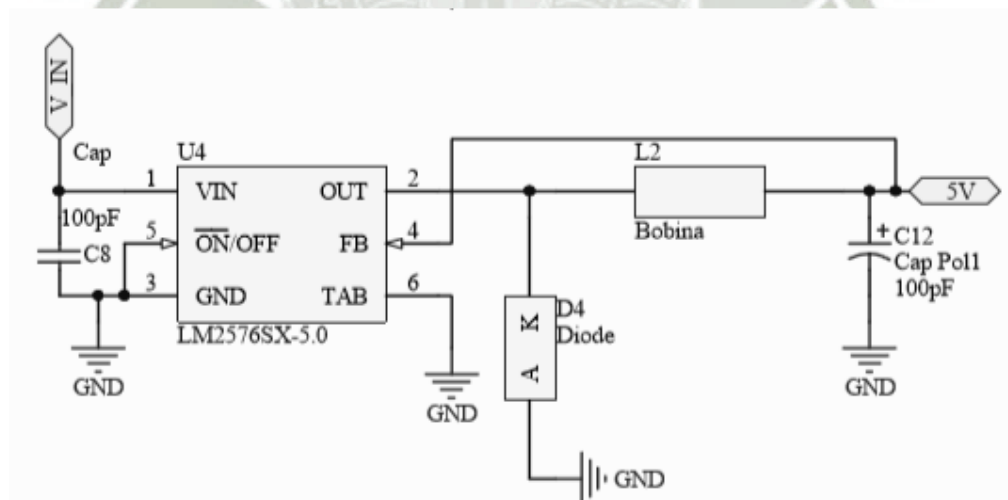 V IN
Cap
100pF
C8
U4
1
VIN
OUT
2
5
ON/OFF
FB
4
3
GND
TAB
6
LM2576SX-5.0
GND
GND
L2
Bobina
5V
K
A
D4
Diode
GND
+
C12
Cap Pol1
100pF
GND